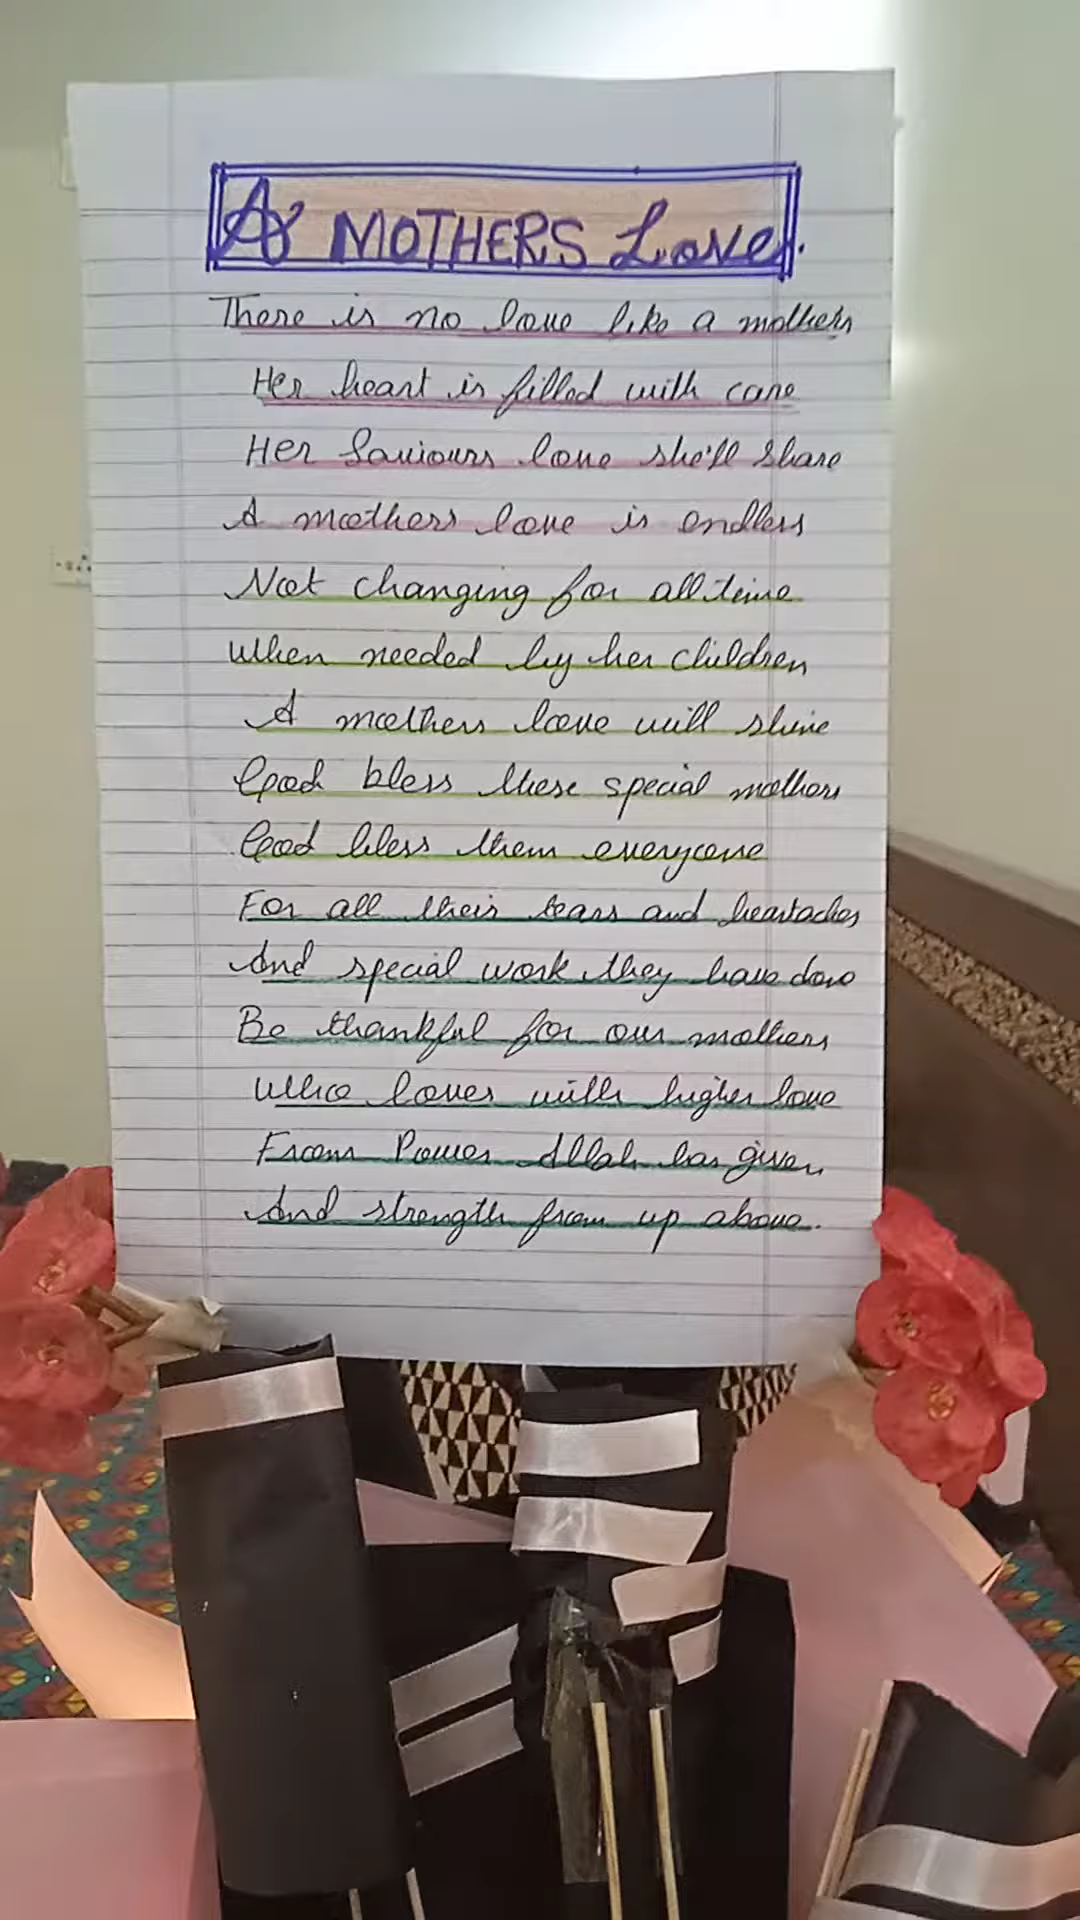 A MOTHERS Love.
There is no love like a mothers
Her heart is filled with care
Her Saviours love she'll share
A mothers love is endless
Not changing for all time
When needed by her children
A mothers love will shine
God bless these special mothers
God bless them everyone
For all their tears and heartaches
And special work they have done
Be thankful for our mothers
Who loves with higher love
From Power Allah has given
And strength from up above.